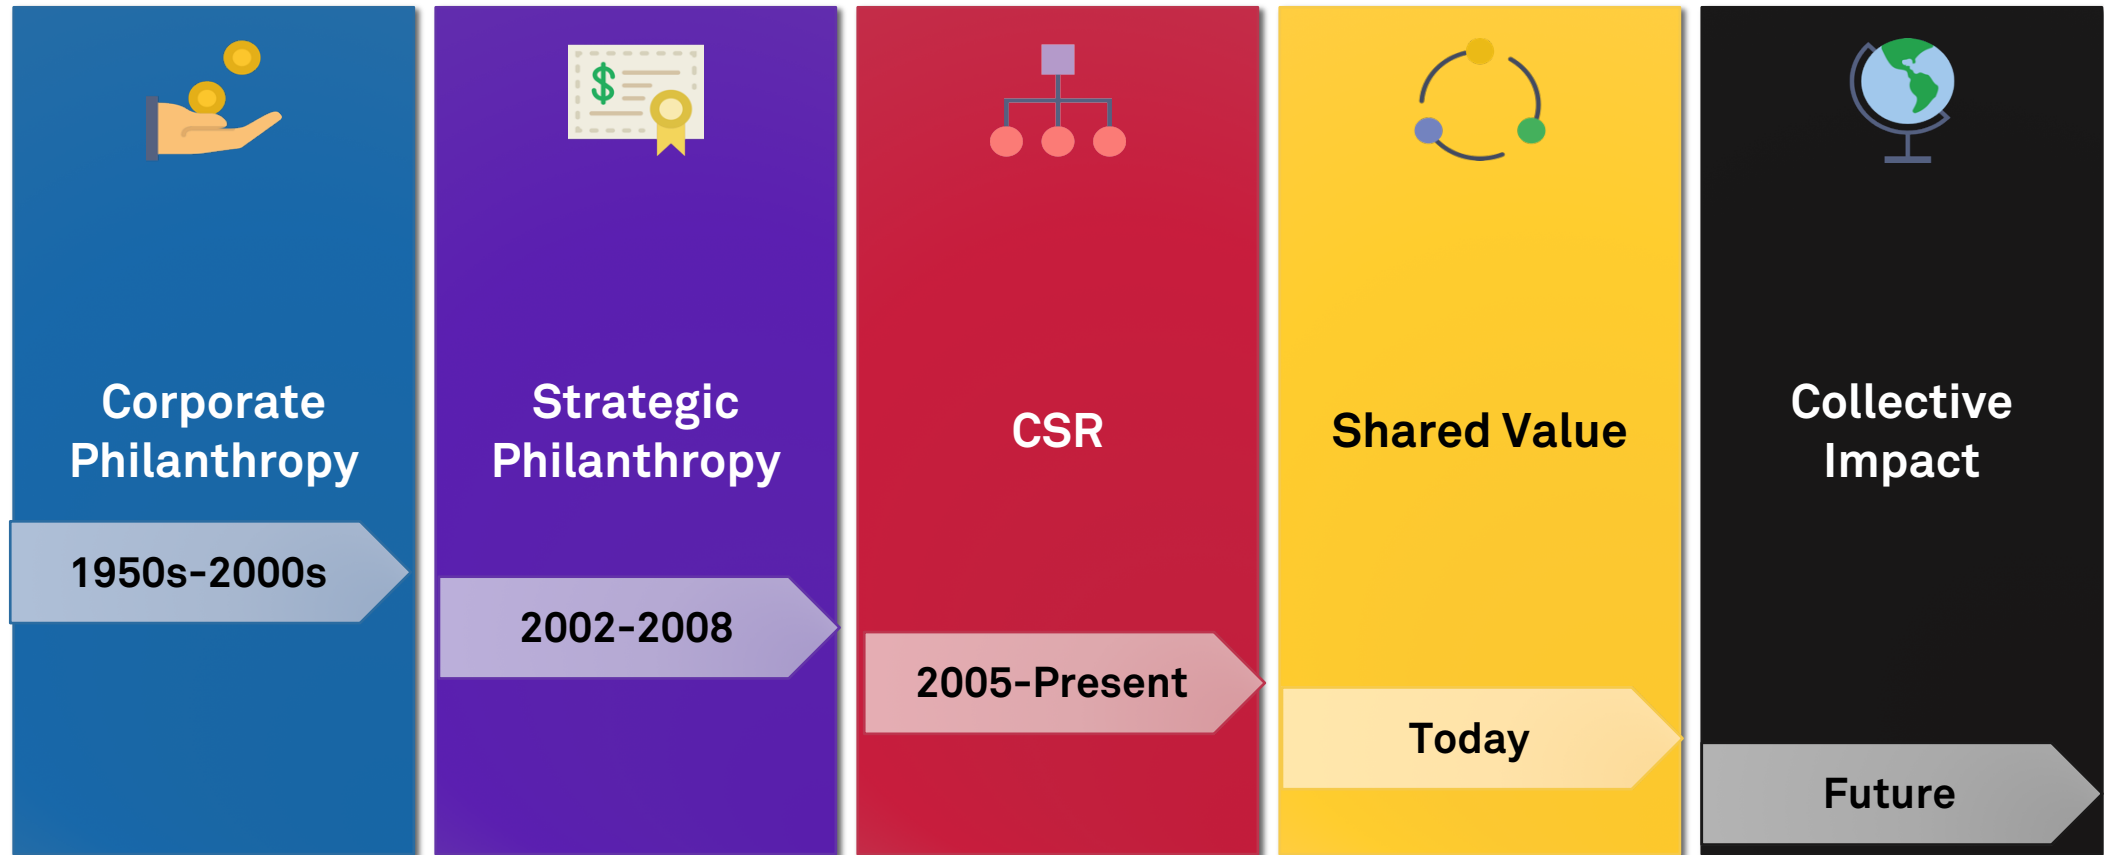 Corporate
Philanthropy
1950s-2000s
Strategic
Philanthropy
2002-2008
CSR
2005-Present
Shared Value
Today
Collective
Impact
Future
$